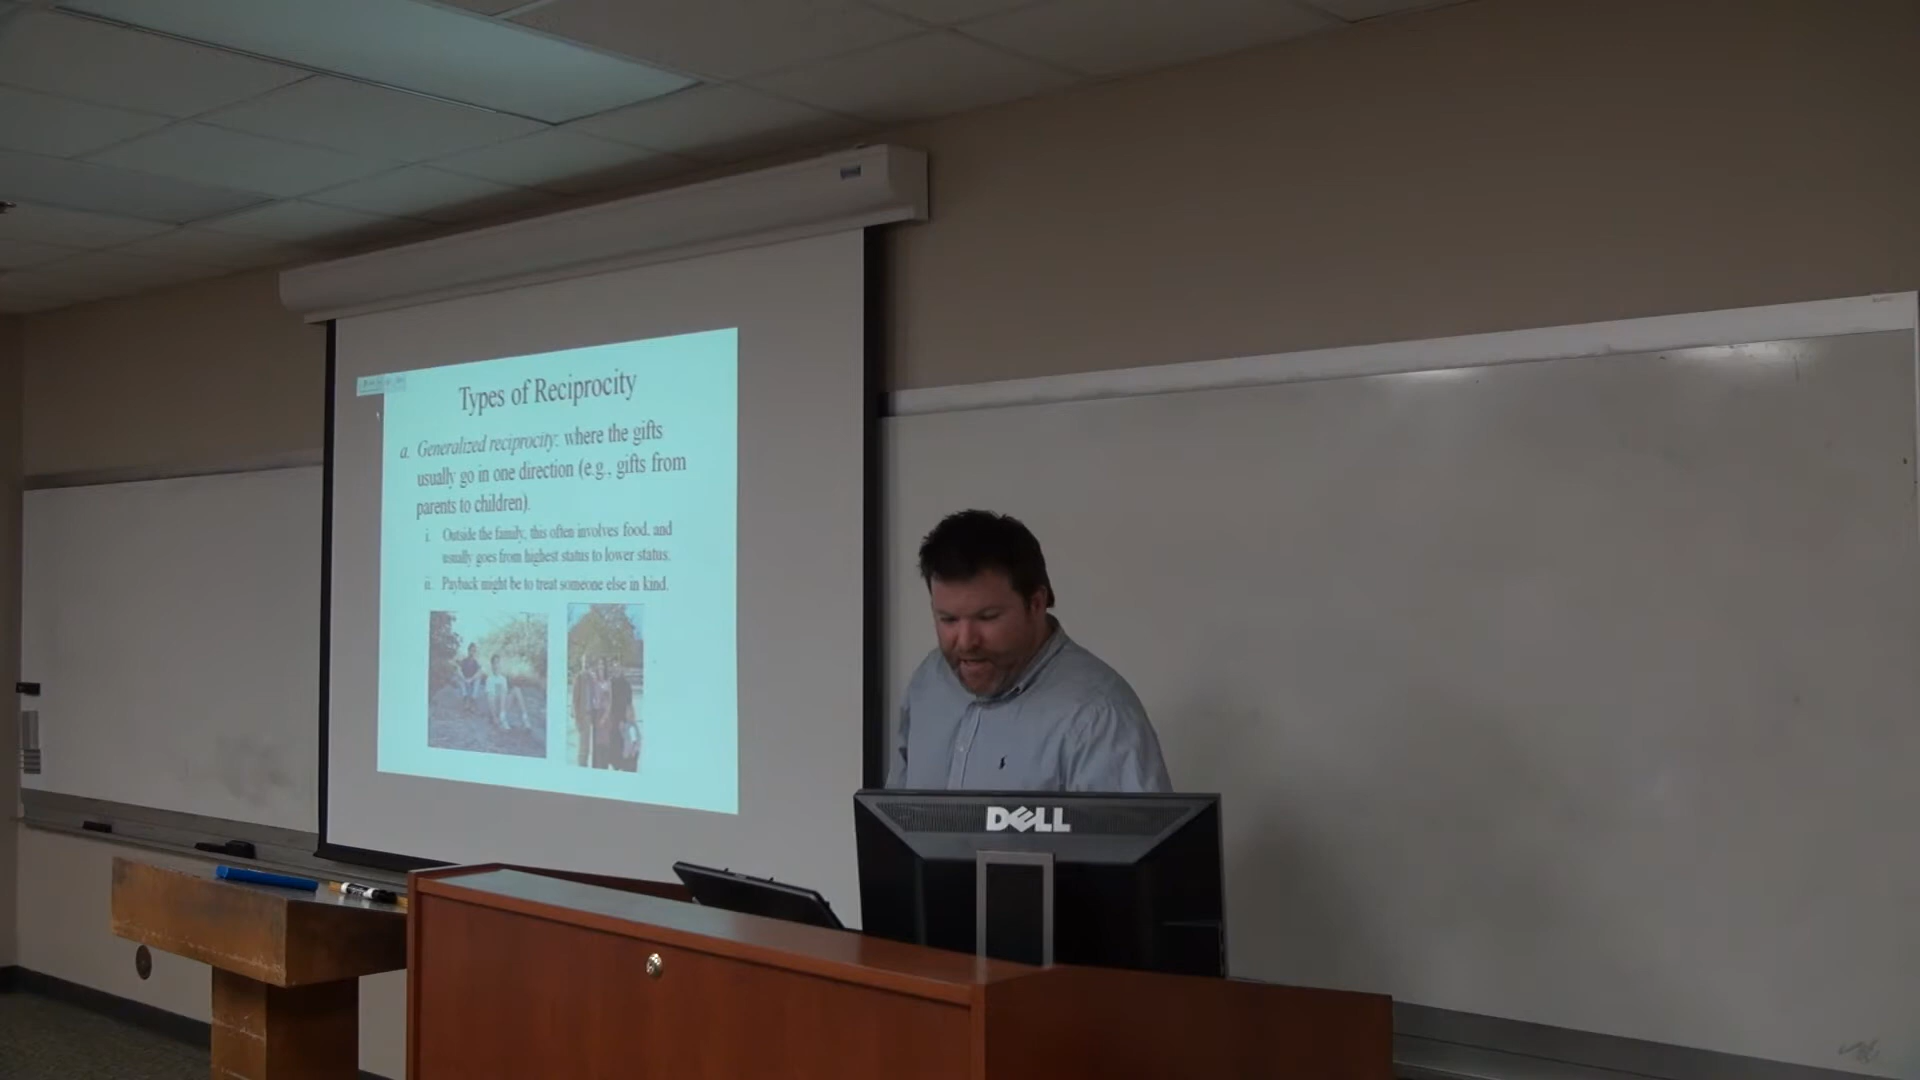 Types of Reciprocity
a. Generalized reciprocity: where the gifts
usually go in one direction (e.g., gifts from
parents to children).
i. Outside the family, this often involves food, and
usually goes from highest status to lower status.
ii. Payback might be to treat someone else in kind.
DELL